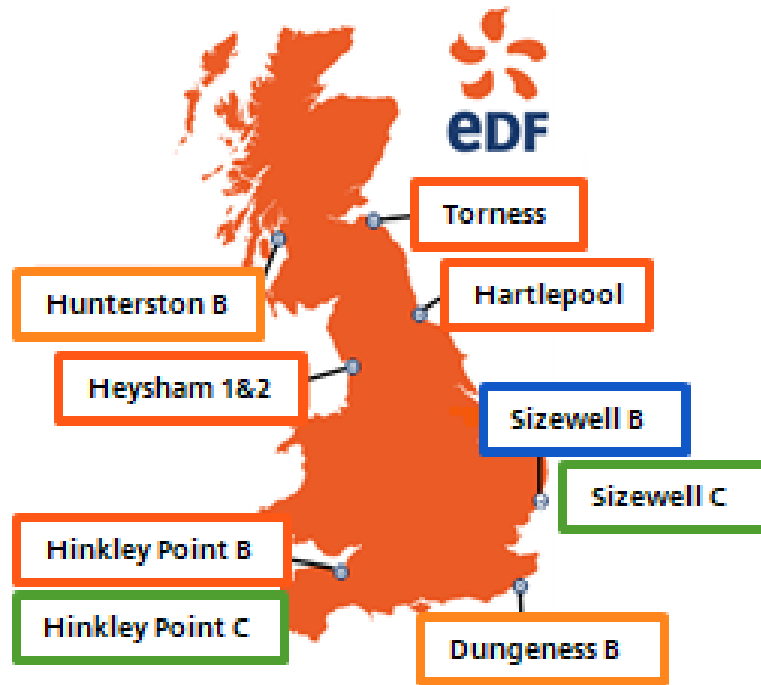 eDF
Torness
Hartlepool
Hunterston B
Heysham 1&2
Sizewell B
Sizewell C
Hinkley Point B
Hinkley Point C
Dungeness B